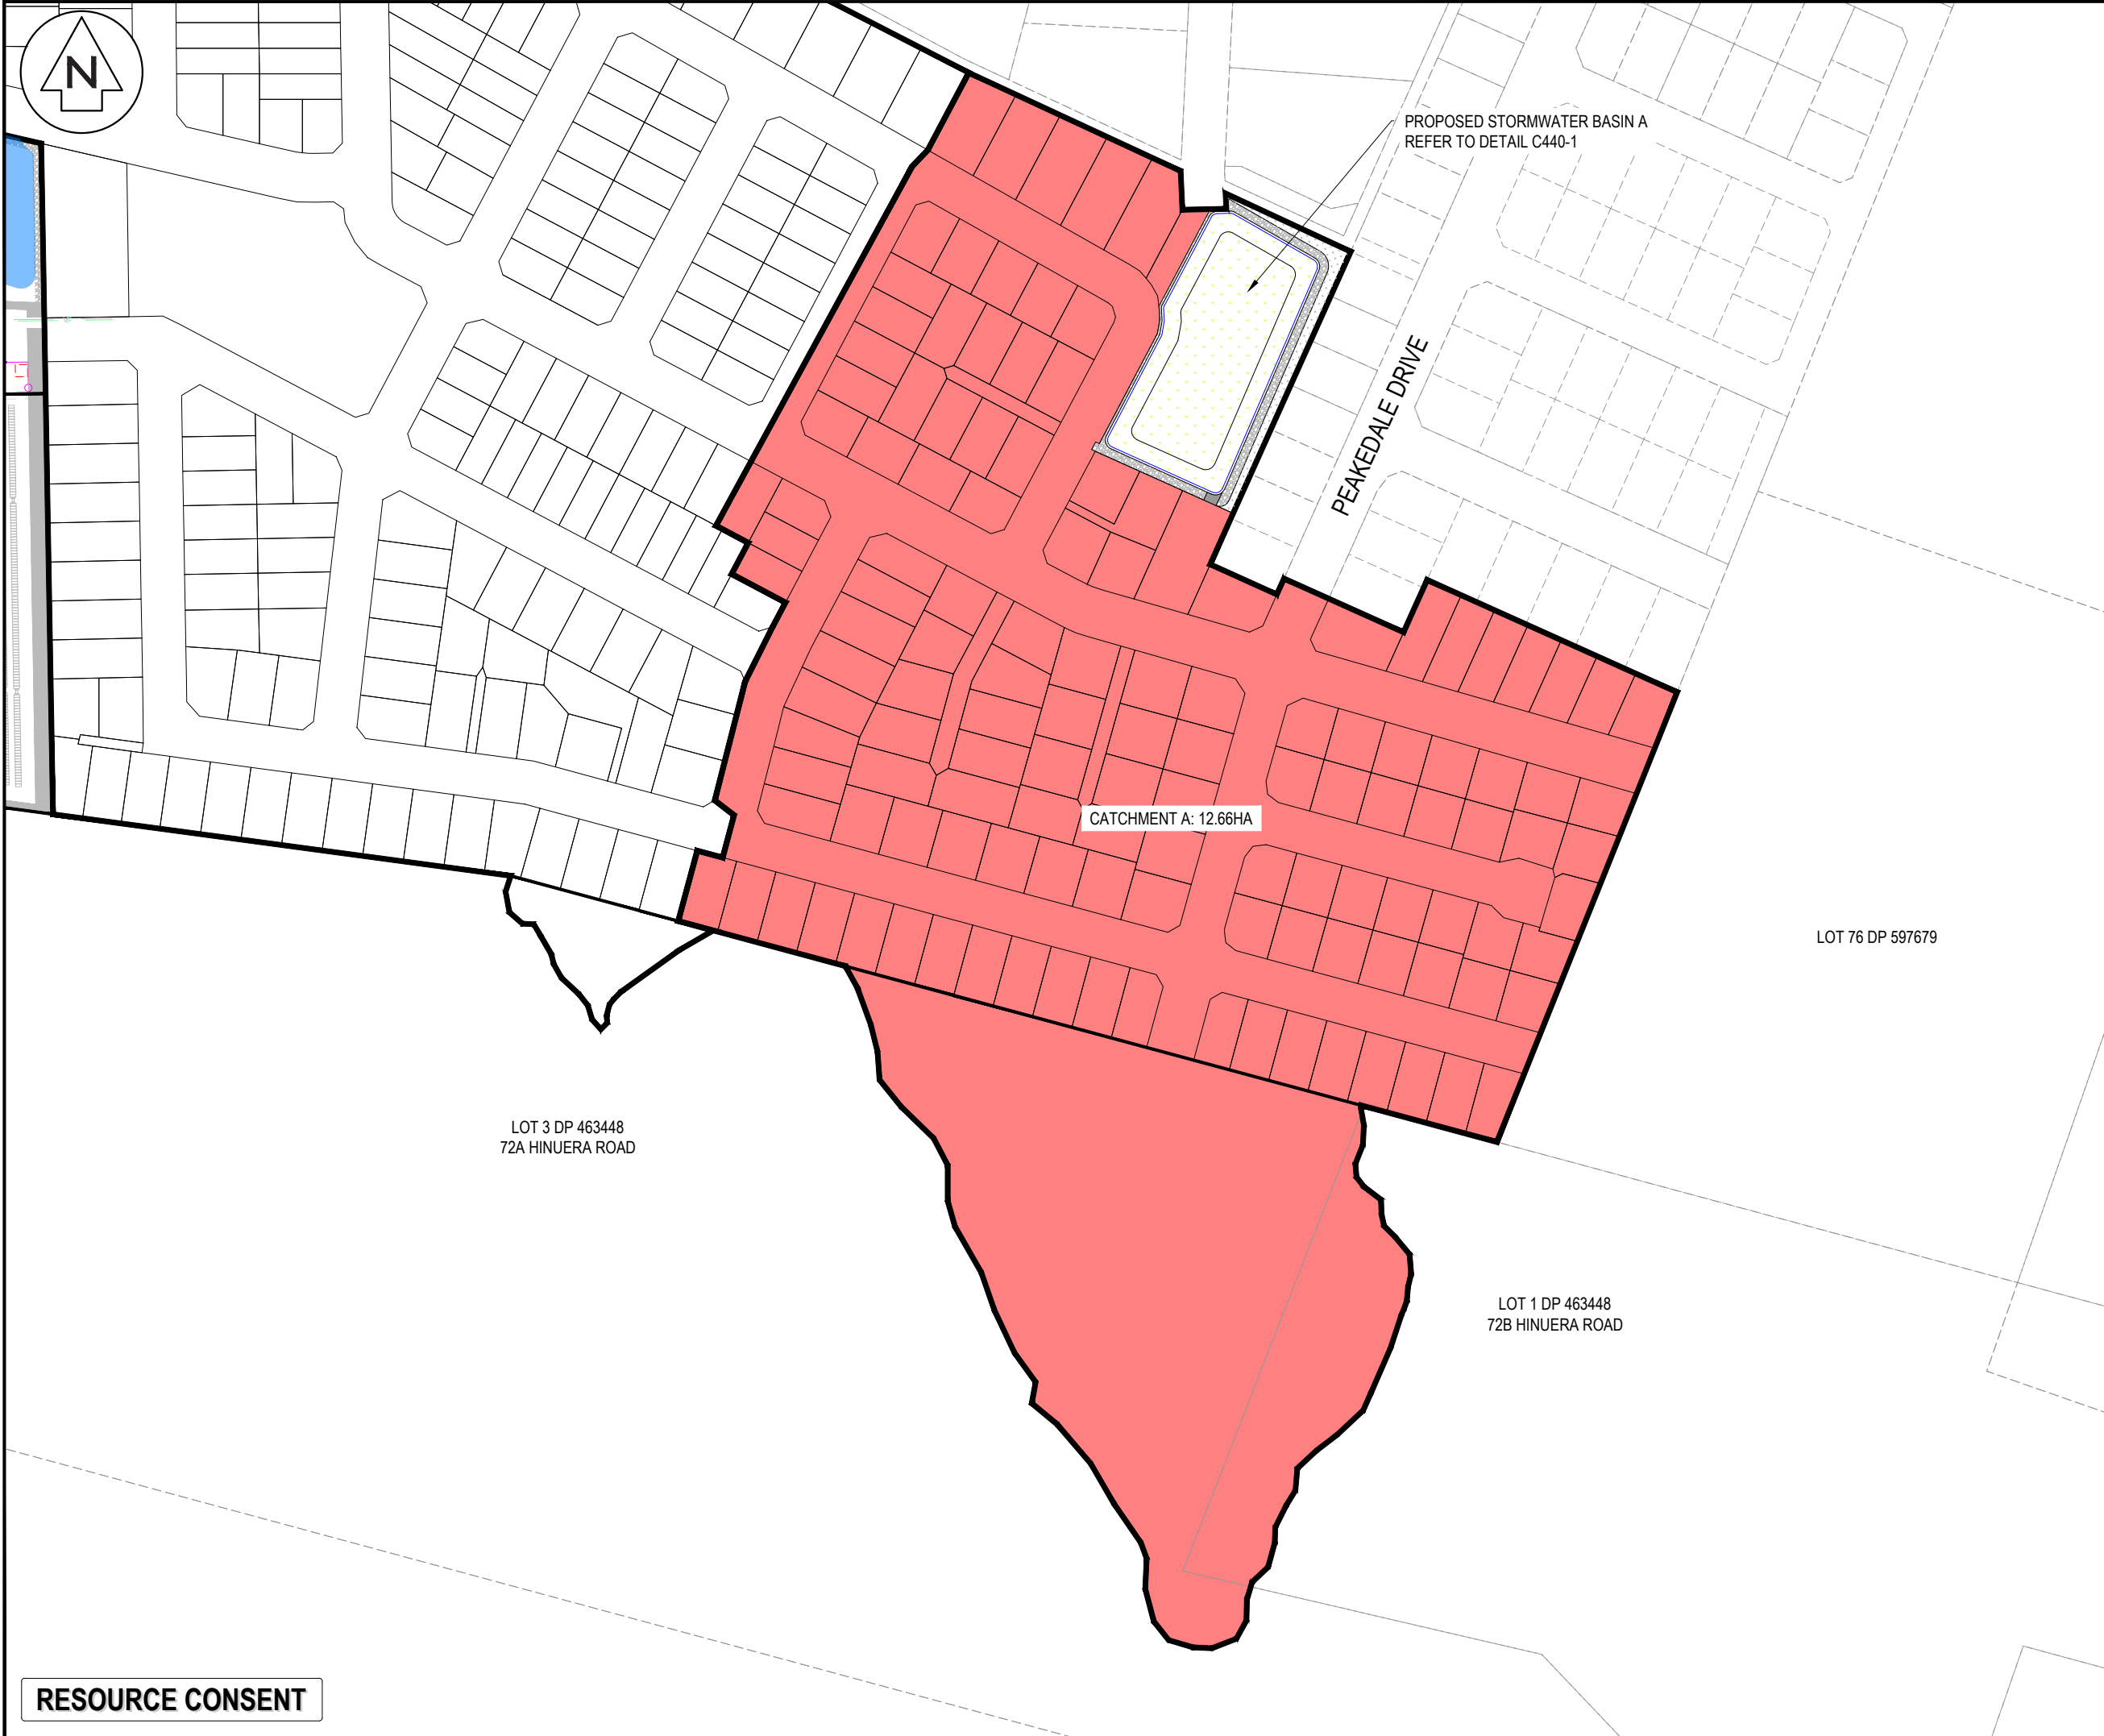 N
PROPOSED STORMWATER BASIN A
REFER TO DETAIL C440-1
PEAKEDALE DRIVE
CATCHMENT A: 12.66HA
LOT 76 DP 597679
LOT 3 DP 463448
72A HINUERA ROAD
LOT 1 DP 463448
72B HINUERA ROAD
RESOURCE CONSENT